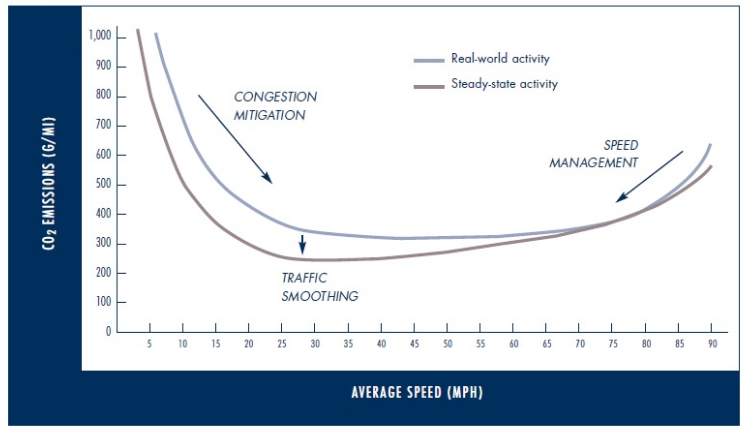 1,000
900
800
700
600
500
400
300
200
100
0
CO2 EMISSIONS (G/MI)
Real-world activity
Steady-state activity
CONGESTION
MITIGATION
SPEED
MANAGEMENT
TRAFFIC
SMOOTHING
5 10 15 20 25 30 35 40 45 50 55 60 65 70 75 80 85 90
AVERAGE SPEED (MPH)